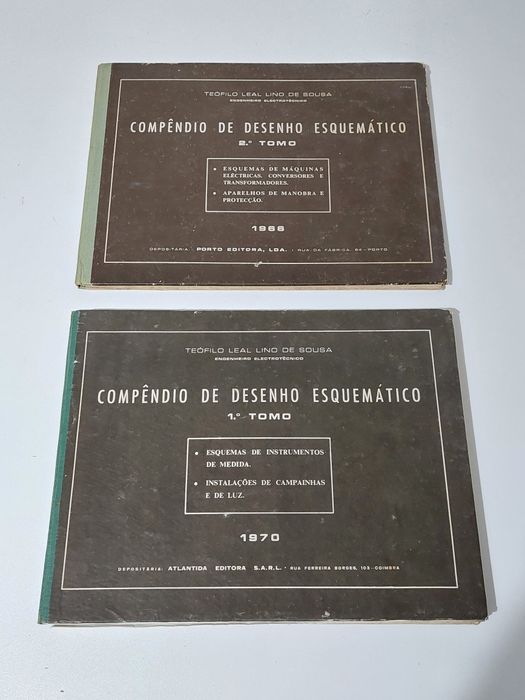 TEÓFILO LEAL LINO DE SOUSA
ENGENHEIRO ELECTROTÉCNICO
COMPÊNDIO DE DESENHO ESQUEMÁTICO
2.º TOMO
• ESQUEMAS DE MÁQUINAS
ELÉCTRICAS, CONVERSORES E
TRANSFORMADORES.
• APARELHOS DE MANOBRA E
PROTECÇÃO.
1966
DEPOSITÁRIA: PORTO EDITORA, LDA. : RUA DA FÁBRICA, 84 - PORTO
TEÓFILO LEAL LINO DE SOUSA
ENGENHEIRO ELECTROTÉCNICO
COMPÊNDIO DE DESENHO ESQUEMÁTICO
1.º TOMO
• ESQUEMAS DE INSTRUMENTOS
DE MEDIDA.
• INSTALAÇÕES DE CAMPAINHAS
E DE LUZ.
1970
DEPOSITÁRIA: ATLANTIDA EDITORA S.A.R.L. • RUA FERREIRA BORGES, 103 - COIMBRA